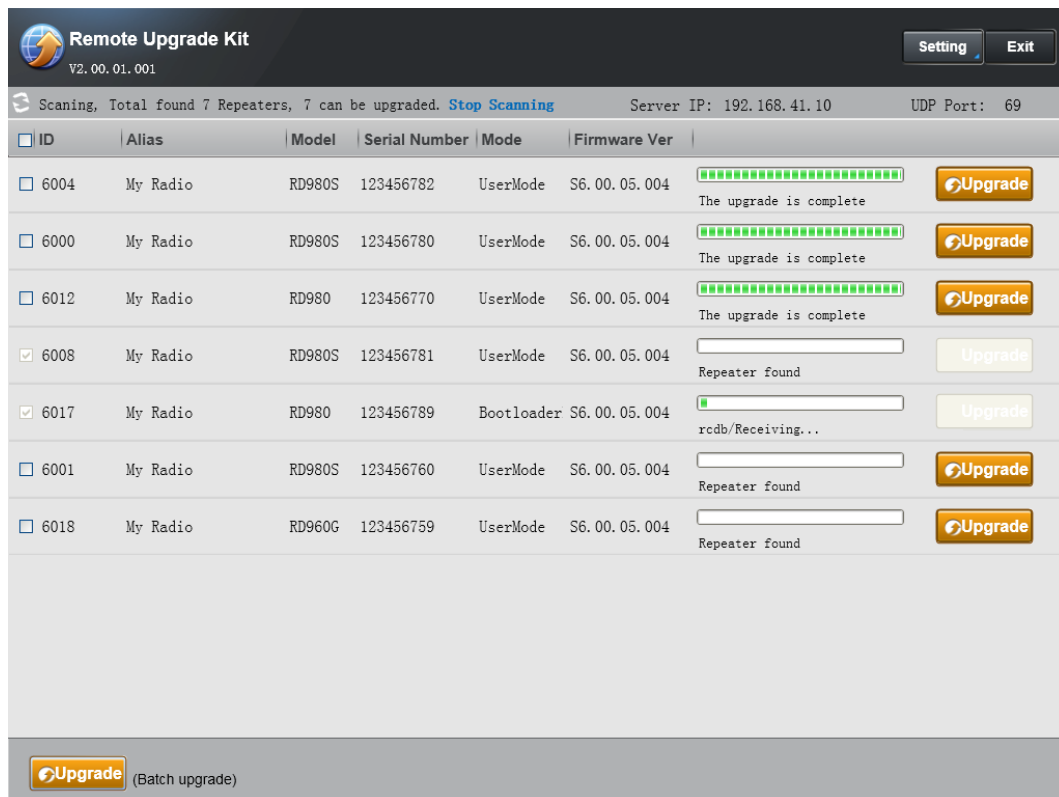 Remote Upgrade Kit
V2.00.01.001
Setting Exit
Scaning, Total found 7 Repeaters, 7 can be upgraded. Stop Scanning Server IP: 192.168.41.10 UDP Port: 69
ID Alias Model Serial Number Mode Firmware Ver
6004 My Radio RD980S 123456782 UserMode S6.00.05.004 Upgrade
The upgrade is complete
6000 My Radio RD980S 123456780 UserMode S6.00.05.004 Upgrade
The upgrade is complete
6012 My Radio RD980 123456770 UserMode S6.00.05.004 Upgrade
The upgrade is complete
6008 My Radio RD980S 123456781 UserMode S6.00.05.004 Upgrade
Repeater found
6017 My Radio RD980 123456789 Bootloader S6.00.05.004 Upgrade
rcdb/Receiving...
6001 My Radio RD980S 123456760 UserMode S6.00.05.004 Upgrade
Repeater found
6018 My Radio RD960G 123456759 UserMode S6.00.05.004 Upgrade
Repeater found
Upgrade (Batch upgrade)